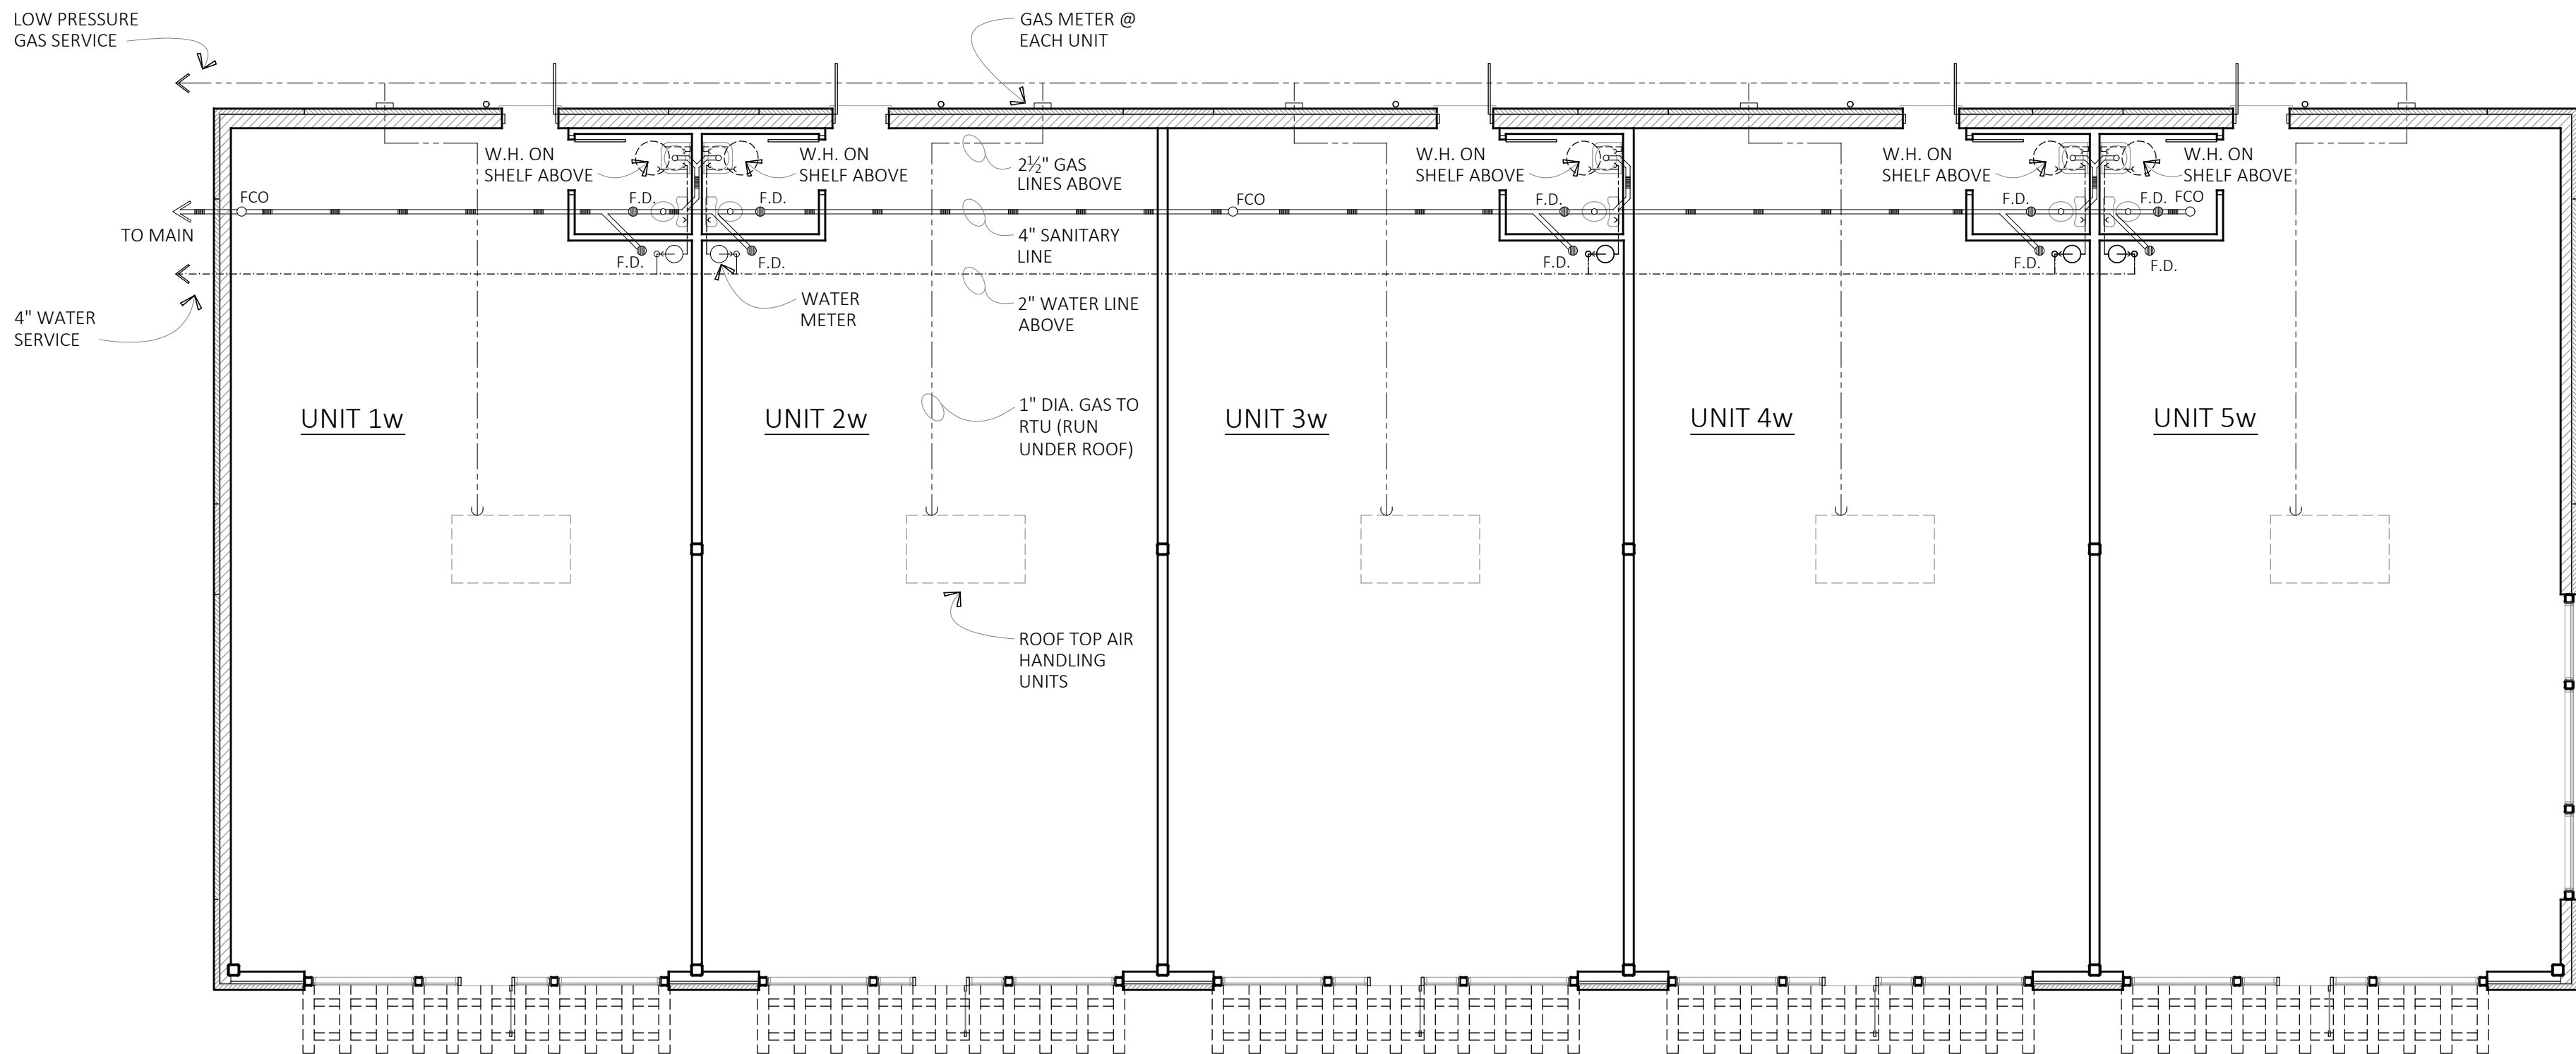 LOW PRESSURE
GAS SERVICE
GAS METER @
EACH UNIT
W.H. ON
SHELF ABOVE
W.H. ON
SHELF ABOVE
2½" GAS
LINES ABOVE
W.H. ON
SHELF ABOVE
W.H. ON
SHELF ABOVE
W.H. ON
SHELF ABOVE
FCO
F.D.
F.D.
FCO
F.D.
F.D.
F.D.
FCO
TO MAIN
4" SANITARY
LINE
F.D.
F.D.
F.D.
F.D.
F.D.
4" WATER
SERVICE
WATER
METER
2" WATER LINE
ABOVE
UNIT 1w
UNIT 2w
1" DIA. GAS TO
RTU (RUN
UNDER ROOF)
UNIT 3w
UNIT 4w
UNIT 5w
ROOF TOP AIR
HANDLING
UNITS